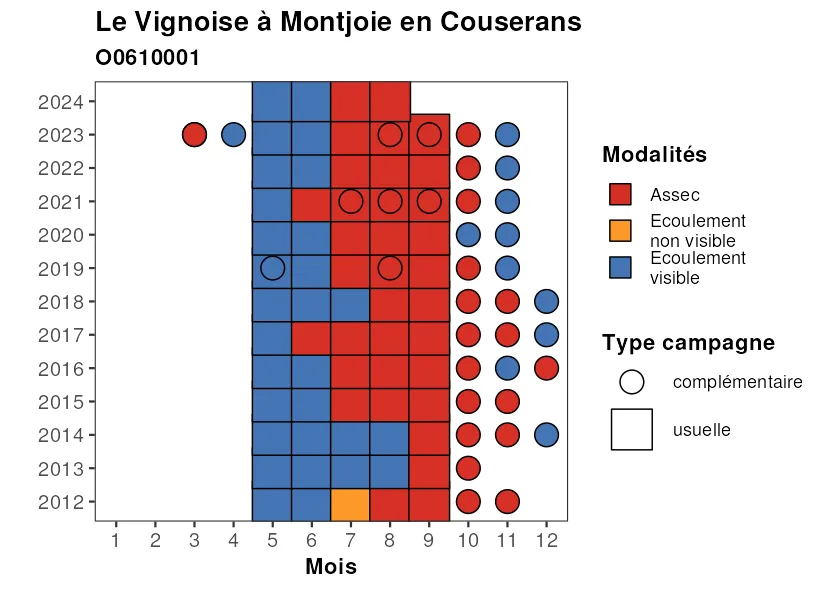 Le Vignoise à Montjoie en Couserans
O0610001
2024
2023
2022
2021
2020
2019
2018
2017
2016
2015
2014
2013
2012
1 2 3 4 5 6 7 8 9 10 11 12
Mois
Modalités
Assec
Ecoulement
non visible
Ecoulement
visible
Type campagne
complémentaire
usuelle